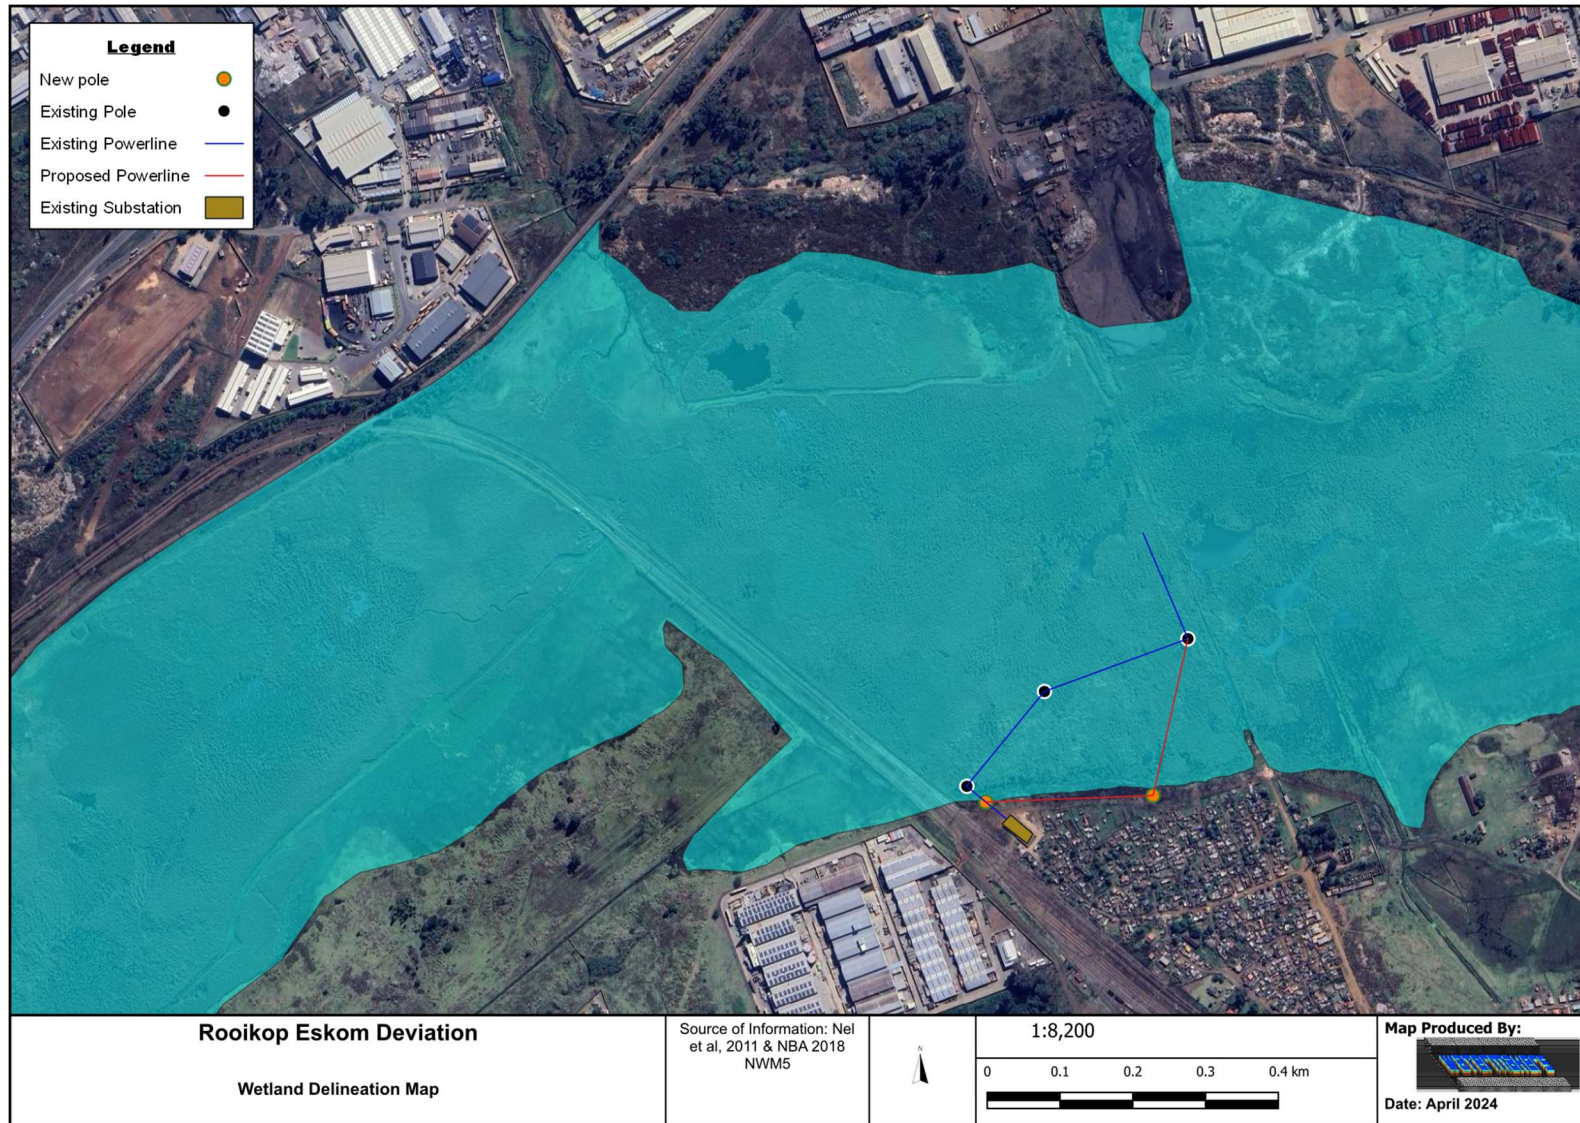 Legend
New pole
Existing Pole
Existing Powerline
Proposed Powerline
Existing Substation
Rooikop Eskom Deviation
Wetland Delineation Map
Source of Information: Nel
et al, 2011 & NBA 2018
NWM5
N
1:8,200
0 0.1 0.2 0.3 0.4 km
Map Produced By:
Date: April 2024